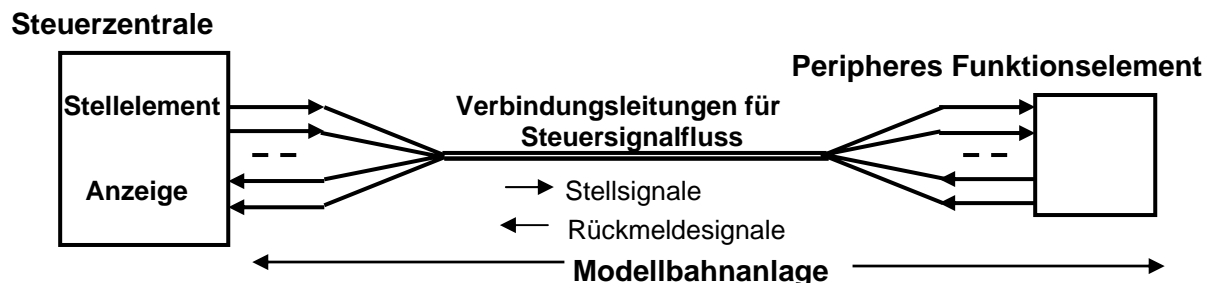 Steuerzentrale
Peripheres Funktionselement
Stellelement
Verbindungsleitungen für
Steuersignalfluss
Anzeige
Stellsignale
Rückmeldesignale
Modellbahnanlage